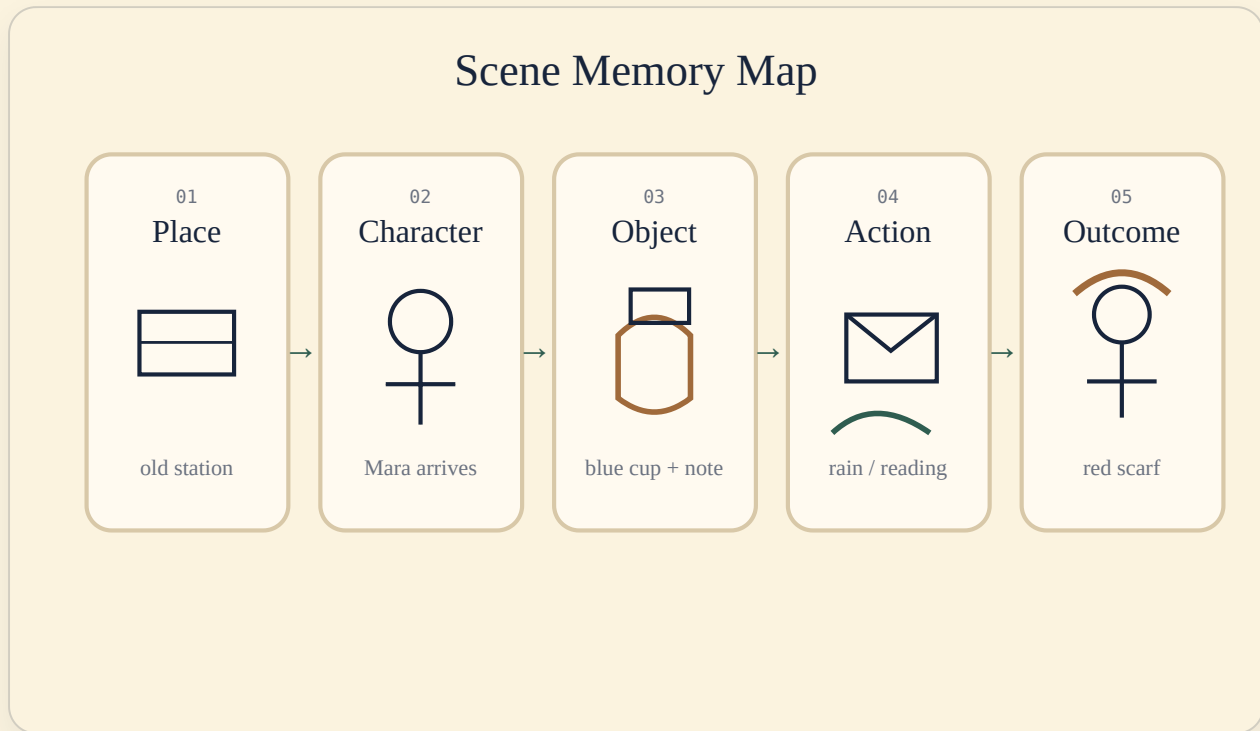 Scene Memory Map
01
Place
old station
→
02
Character
Mara arrives
→
03
Object
blue cup + note
→
04
Action
rain / reading
→
05
Outcome
red scarf